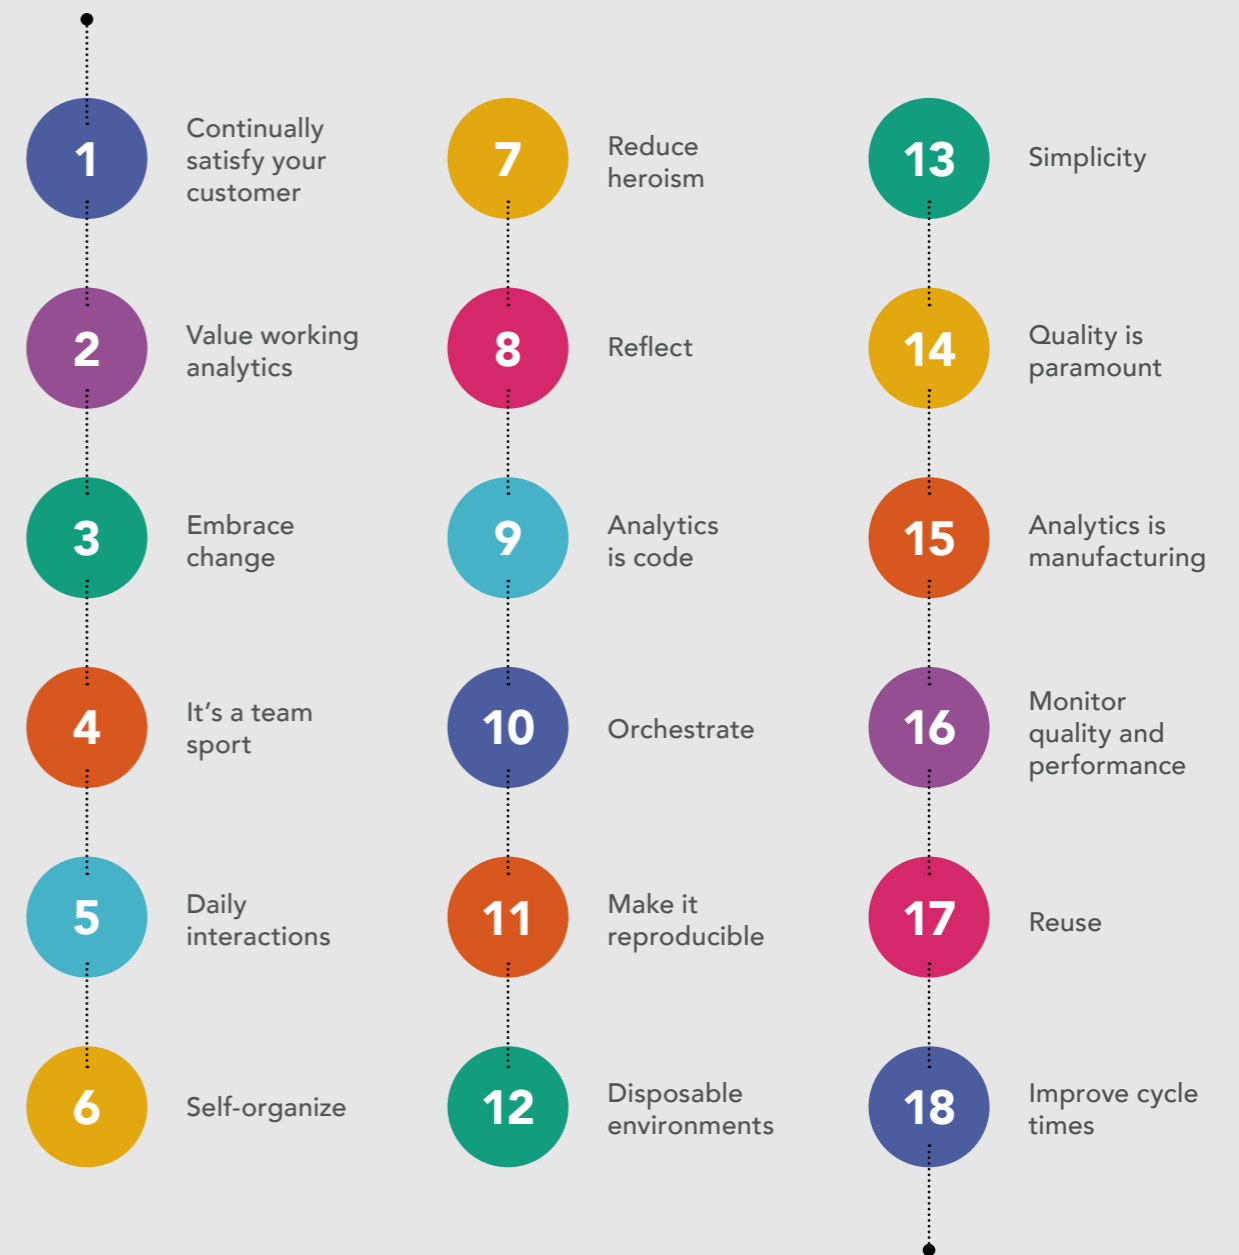 1
Continually
satisfy your
customer
2
Value working
analytics
3
Embrace
change
4
It’s a team
sport
5
Daily
interactions
6
Self-organize
7
Reduce
heroism
8
Reflect
9
Analytics
is code
10
Orchestrate
11
Make it
reproducible
12
Disposable
environments
13
Simplicity
14
Quality is
paramount
15
Analytics is
manufacturing
16
Monitor
quality and
performance
17
Reuse
18
Improve cycle
times